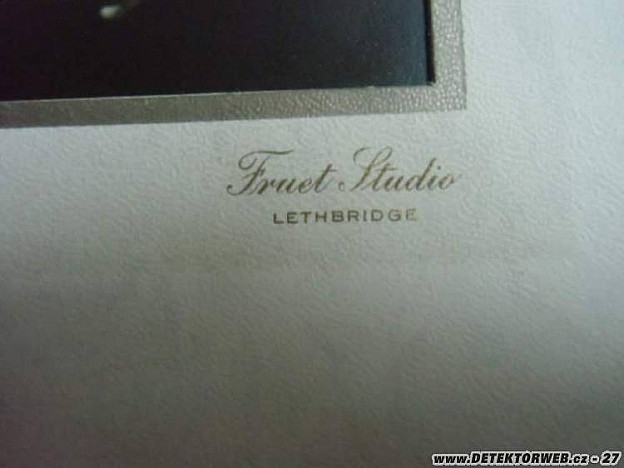 Fruet Studio
LETHBRIDGE
www.DETEKTORWEB.cz - 27